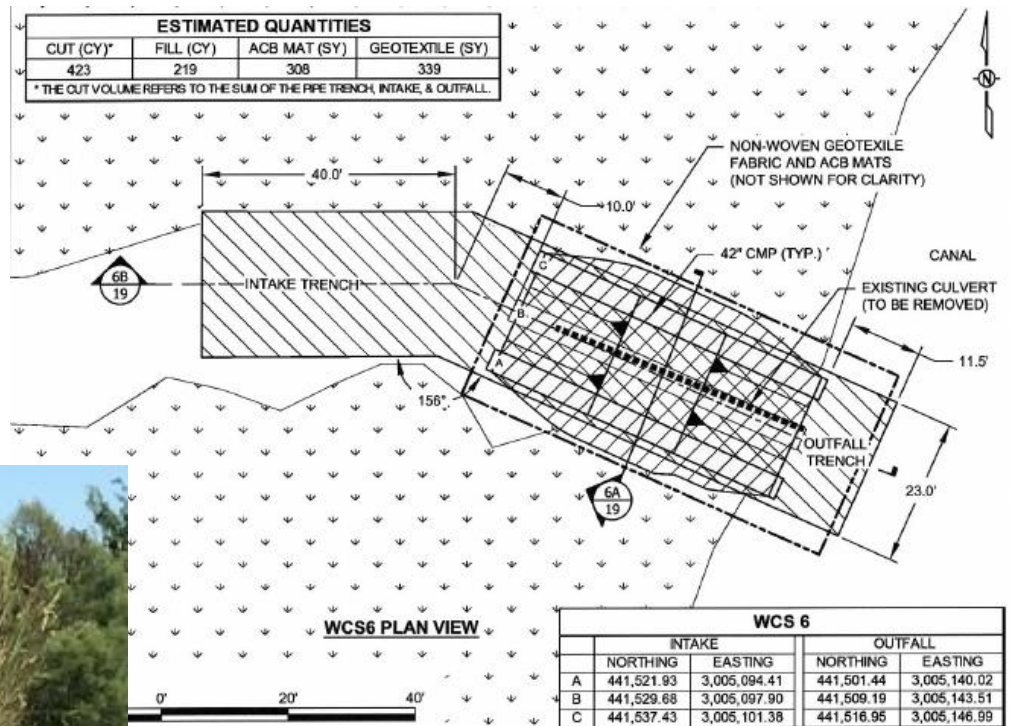 ESTIMATED QUANTITIES
CUT (CY)* FILL (CY) ACB MAT (SY) GEOTEXTILE (SY)
423 219 308 339
* THE CUT VOLUME REFERS TO THE SUM OF THE PIPE TRENCH, INTAKE, & OUTFALL.
N
NON-WOVEN GEOTEXILE
FABRIC AND ACB MATS
(NOT SHOWN FOR CLARITY)
40.0'
10.0'
42" CMP (TYP.)
CANAL
EXISTING CULVERT
(TO BE REMOVED)
6B
19
INTAKE TRENCH
C
B
A
11.5'
156°
OUTFALL
TRENCH
23.0'
6A
19
WCS6 PLAN VIEW
0' 20' 40'
WCS 6
INTAKE OUTFALL
NORTHING EASTING NORTHING EASTING
A 441,521.93 3,005,094.41 441,501.44 3,005,140.02
B 441,529.68 3,005,097.90 441,509.19 3,005,143.51
C 441,537.43 3,005,101.38 441,516.95 3,005,146.99